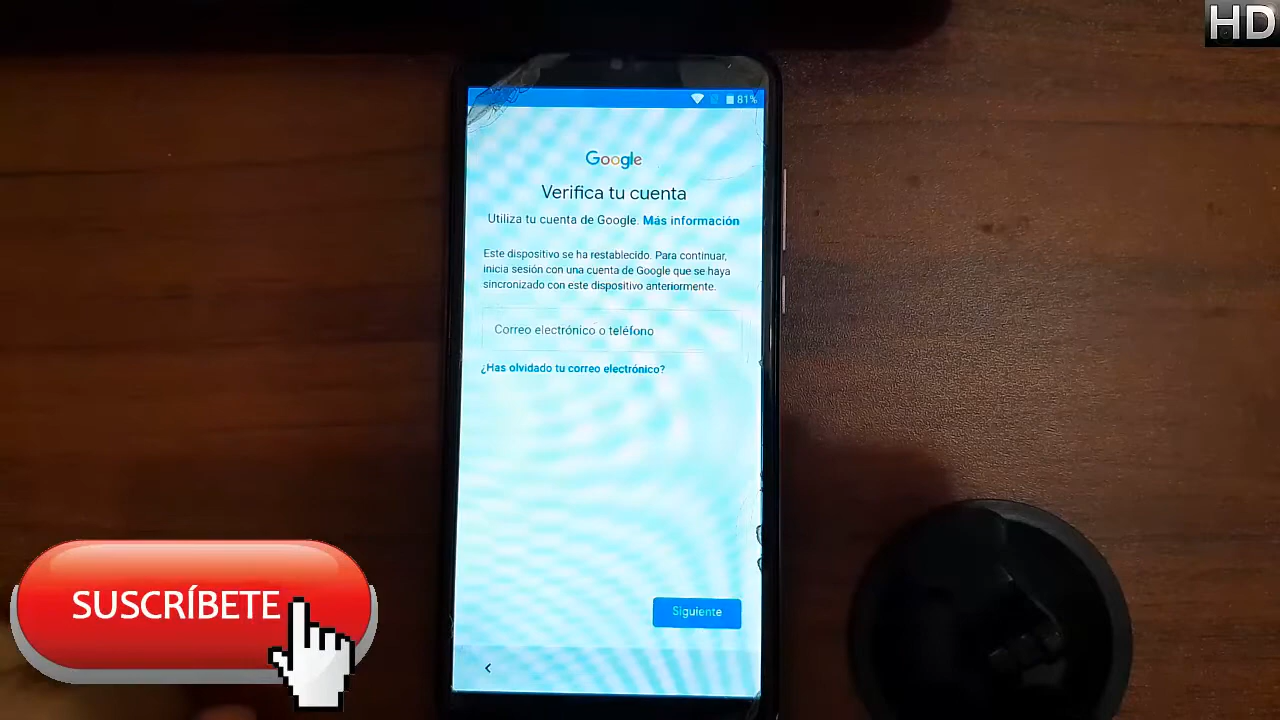 HD
81%
Google
Verifica tu cuenta
Utiliza tu cuenta de Google. Más información
Este dispositivo se ha restablecido. Para continuar,
inicia sesión con una cuenta de Google que se haya
sincronizado con este dispositivo anteriormente.
Correo electrónico o teléfono
¿Has olvidado tu correo electrónico?
Siguiente
SUSCRÍBETE